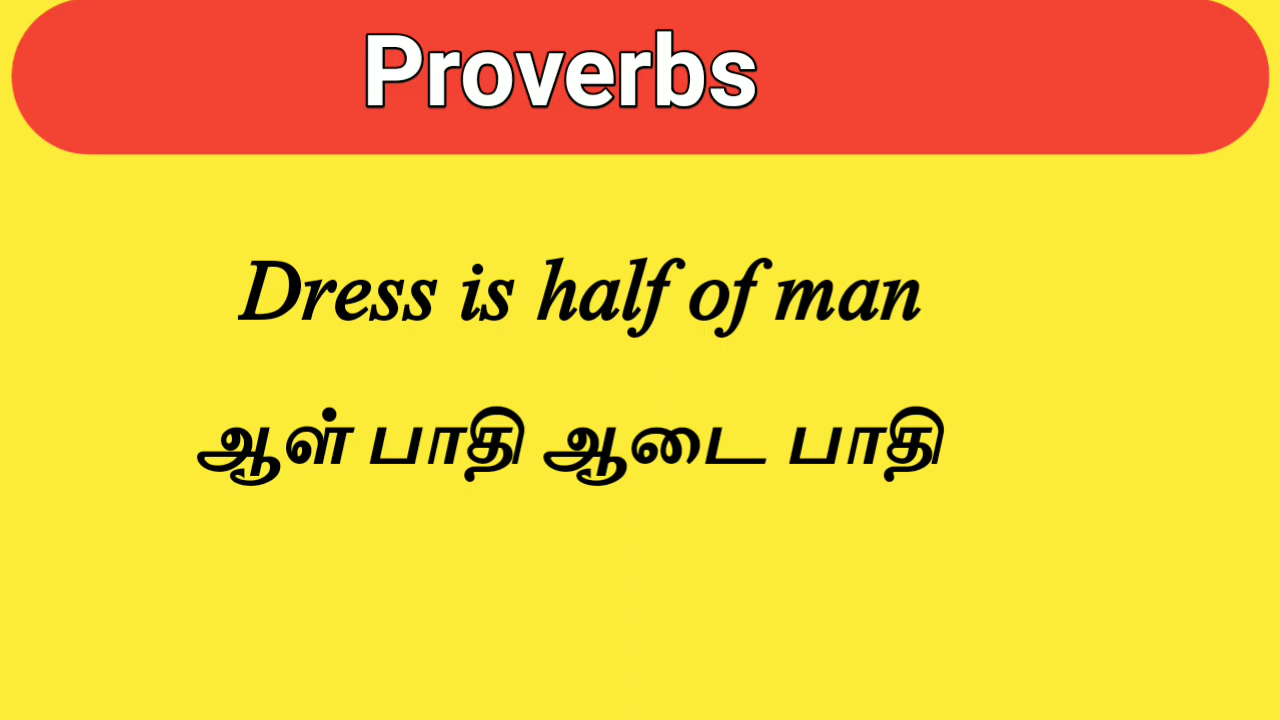 Proverbs
Dress is half of man
ஆள் பாதி ஆடை பாதி